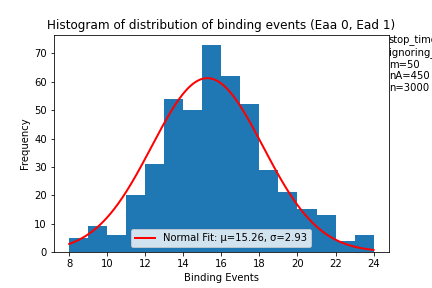 Histogram of distribution of binding events (Eaa 0, Ead 1)
m=50
nA=450
n=3000
Frequency
70
60
50
40
30
20
10
0
8 10 12 14 16 18 20 22 24
Binding Events
Normal Fit: μ=15.26, σ=2.93